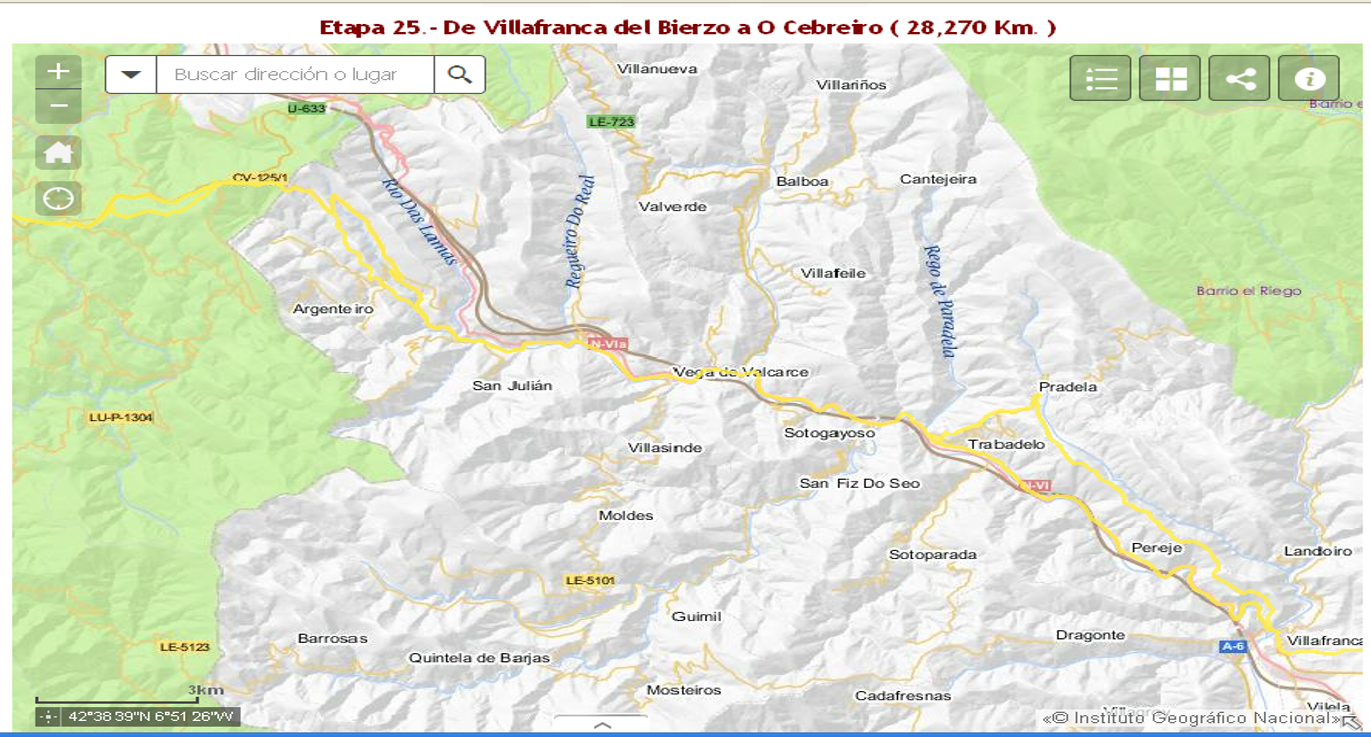 Etapa 25.- De Villafranca del Bierzo a O Cebreiro ( 28,270 Km. )
Buscar dirección o lugar
Villanueva
Villariños
U-633
LE-723
Barrio e
CV-125/1
Río Das Lamas
Regueiro Do Real
Balboa
Cantejeira
Valverde
Rego de Paradela
Villafeile
Barrio el Riego
Argenteiro
N-VIa
Vega de Valcarce
San Julián
Pradela
LU-P-1304
Sotogayoso
Trabadelo
Villasinde
San Fiz Do Seo
N-VI
Moldes
Pereje
Landoiro
Sotoparada
LE-5101
Guimil
Barrosas
Dragonte
Villafranca
LE-5123
A-6
Quintela de Barjas
3km
Mosteiros
Cadafresnas
Vilela
42°38'39"N 6°51'26"W
«© Instituto Geográfico Nacional»